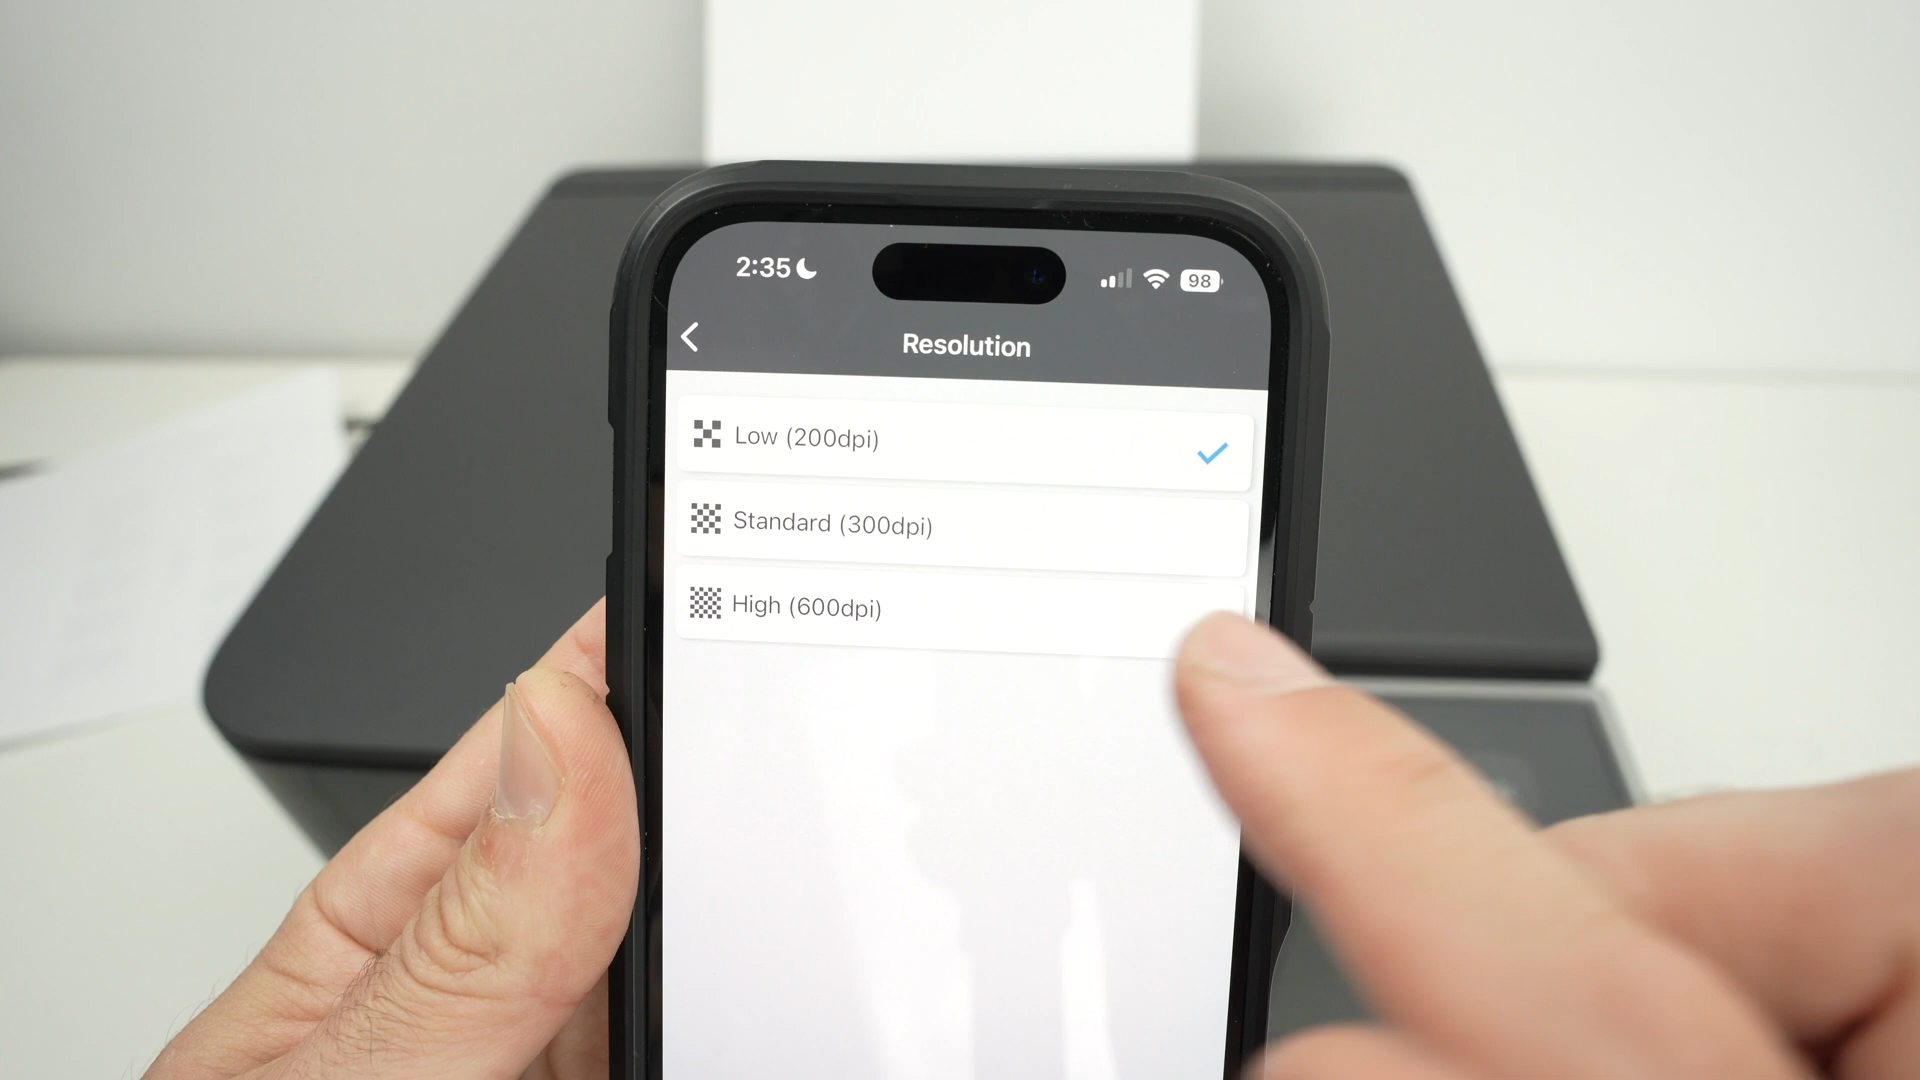 2:35
98
Resolution
Low (200dpi)
Standard (300dpi)
High (600dpi)